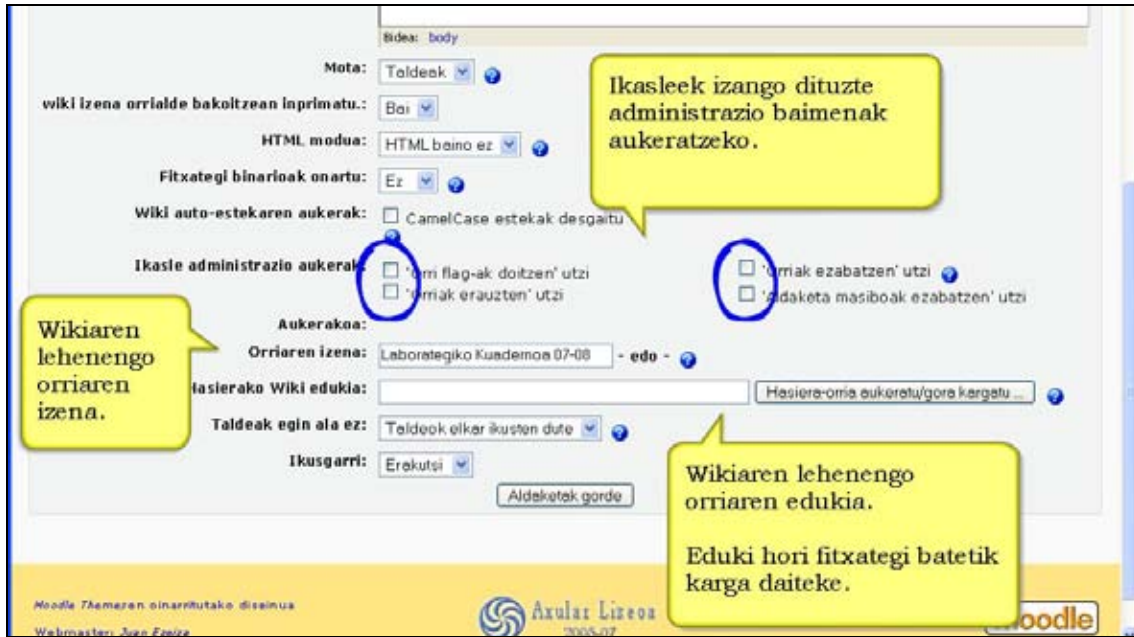 Bidea: body
Mota: Taldeak
wiki izena orrialde bakoitzean inprimatu.: Bai
HTML modua: HTML baino ez
Fitxategi binarioak onartu: Ez
Wiki auto-estekaren aukerak: CamelCase estekak desgaitu
Ikasle administrazio aukerak: 'Orri flag-ak doitzen' utzi 'Orriak ezabatzen' utzi
'Orriak erauzten' utzi 'Aldaketa masiboak ezabatzen' utzi
Aukerakoa:
Orriaren izena: Laborategiko Kuadernoa 07-08 - edo -
Hasierako Wiki edukia: Hasiera-orria aukeratu/gora kargatu ...
Taldeak egin ala ez: Taldeok elkar ikusten dute
Ikusgarri: Erakutsi
Aldaketak gorde
Ikasleek izango dituzte
administrazio baimenak
aukeratzeko.
Wikiaren
lehenengo
orriaren
izena.
Wikiaren lehenengo
orriaren edukia.
Eduki hori fitxategi batetik
karga daiteke.
Moodle Themeren oinarritutako diseinua
Webmaster: Juan
Axular Lizeoa
2005-07
moodle